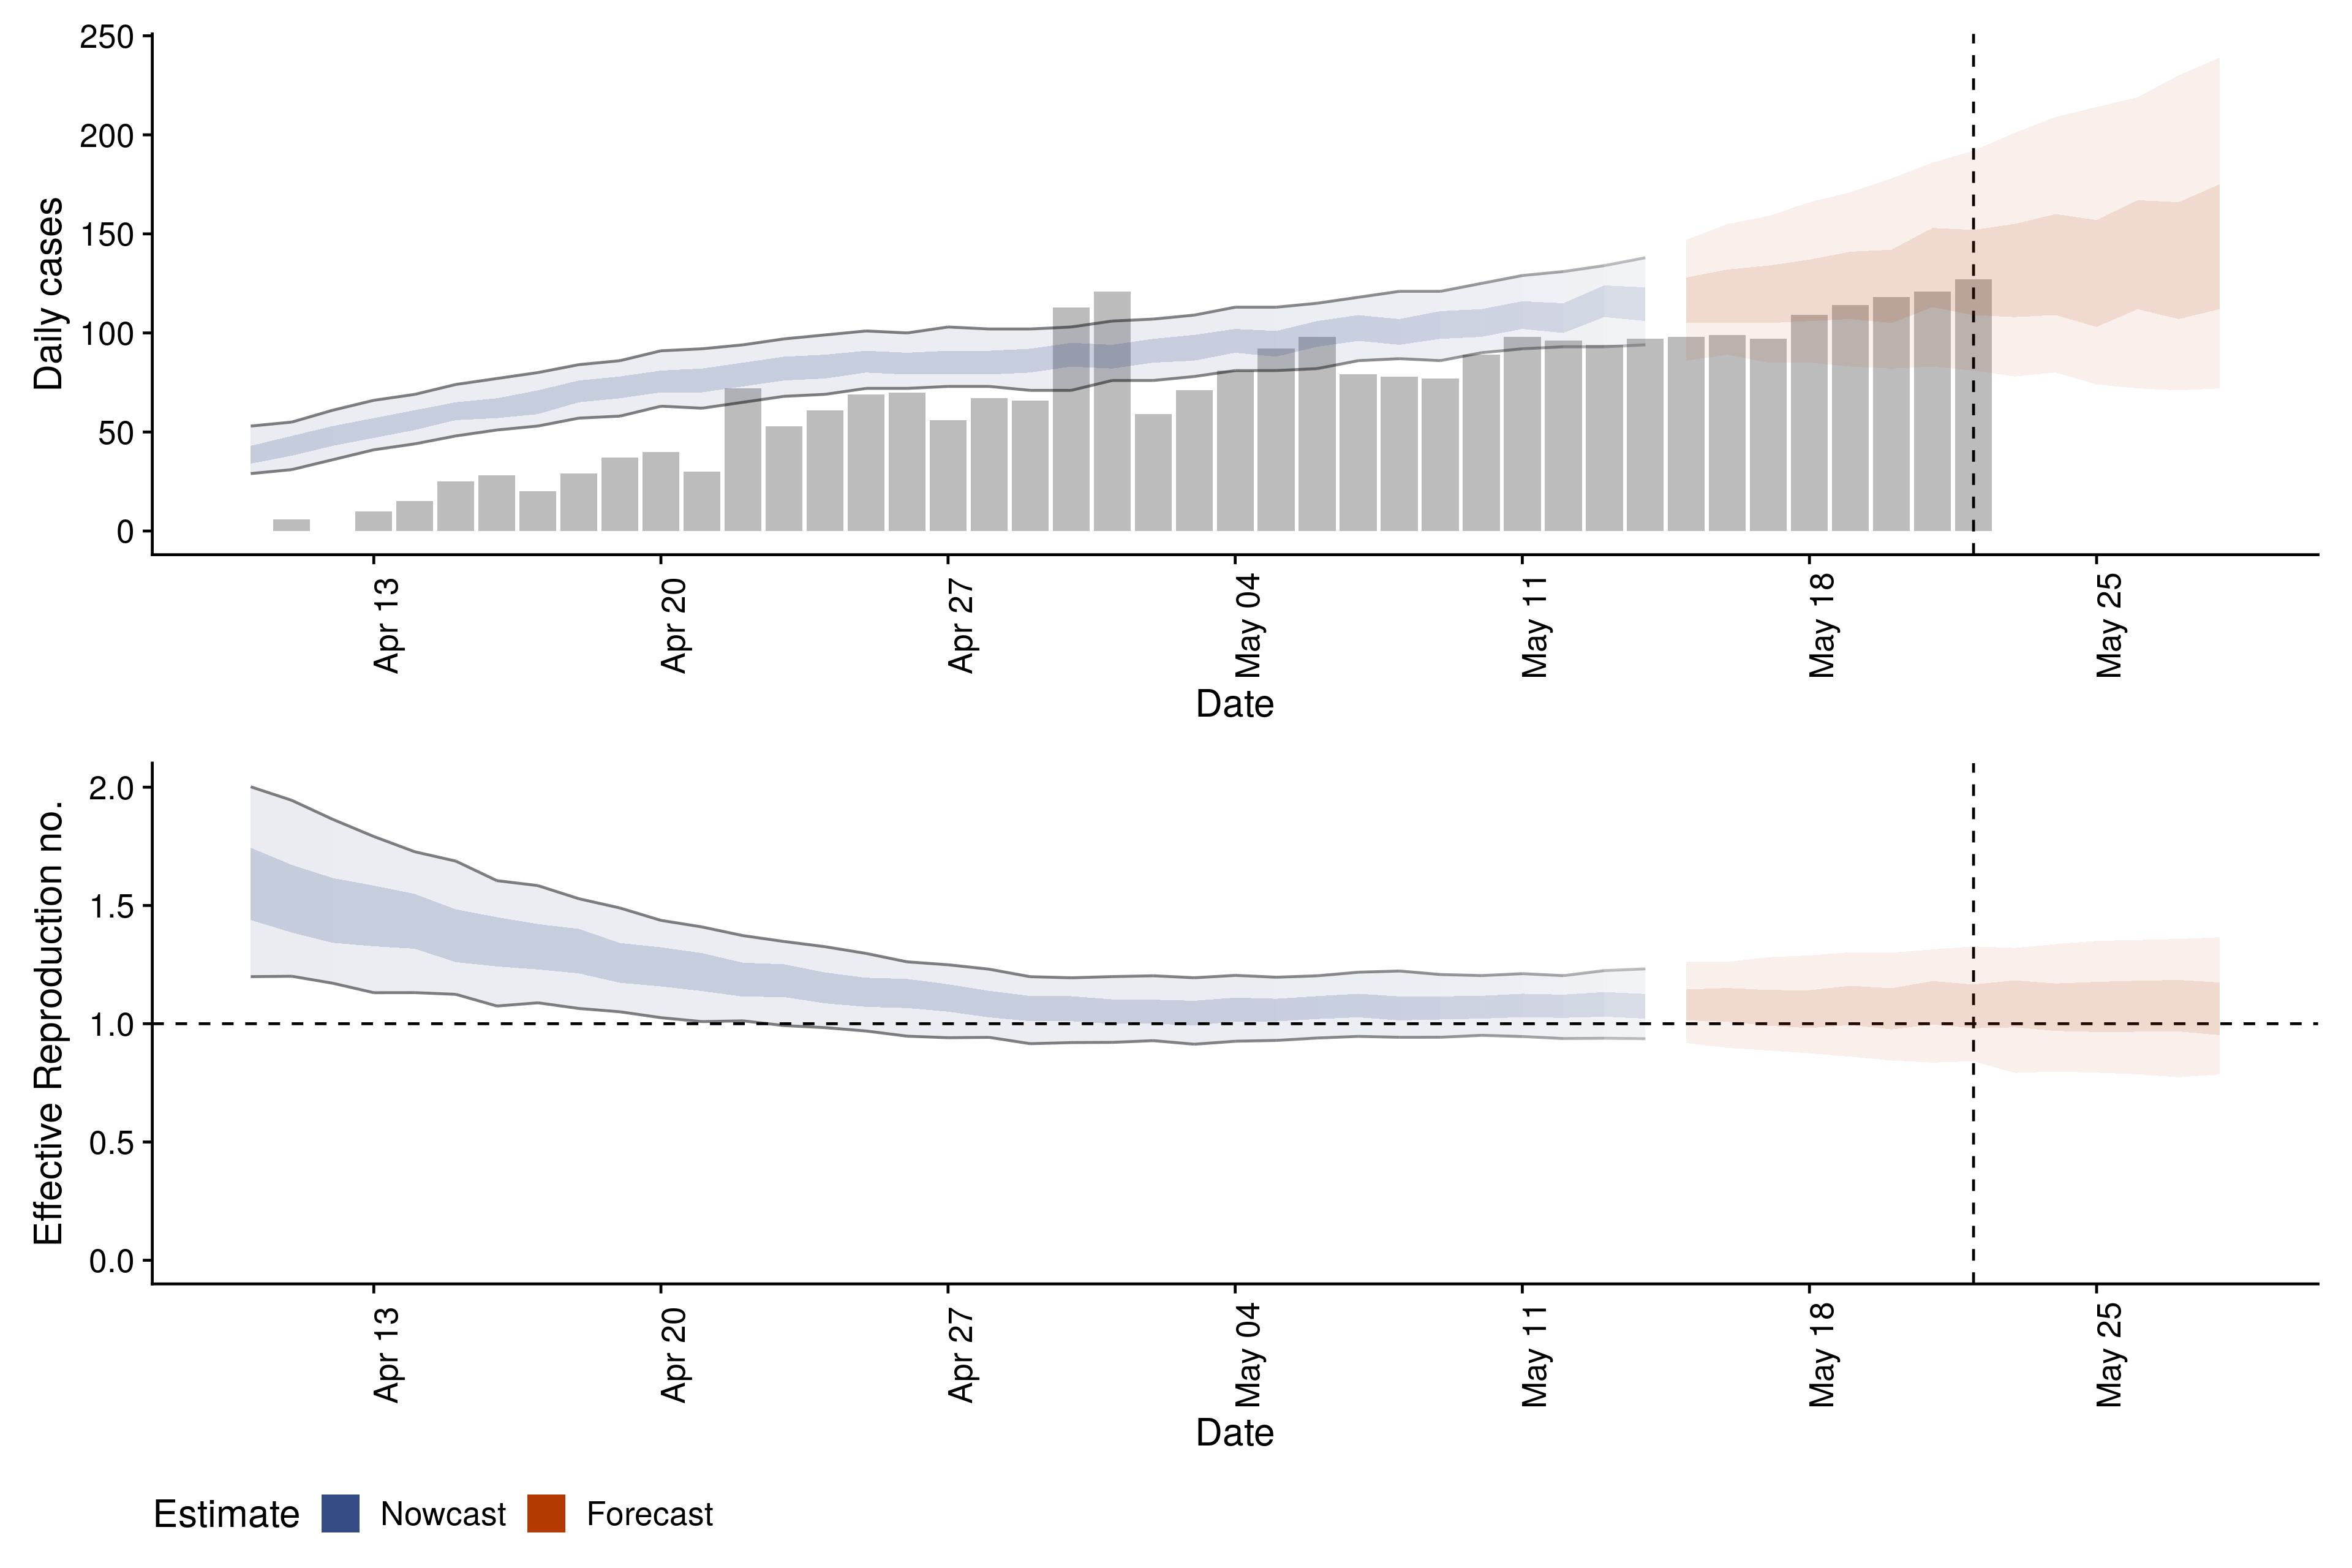 250
200
150
100
50
0
Daily cases
Apr 13
Apr 20
Apr 27
May 04
May 11
May 18
May 25
Date
2.0
1.5
1.0
0.5
0.0
Effective Reproduction no.
Apr 13
Apr 20
Apr 27
May 04
May 11
May 18
May 25
Date
Estimate Nowcast Forecast